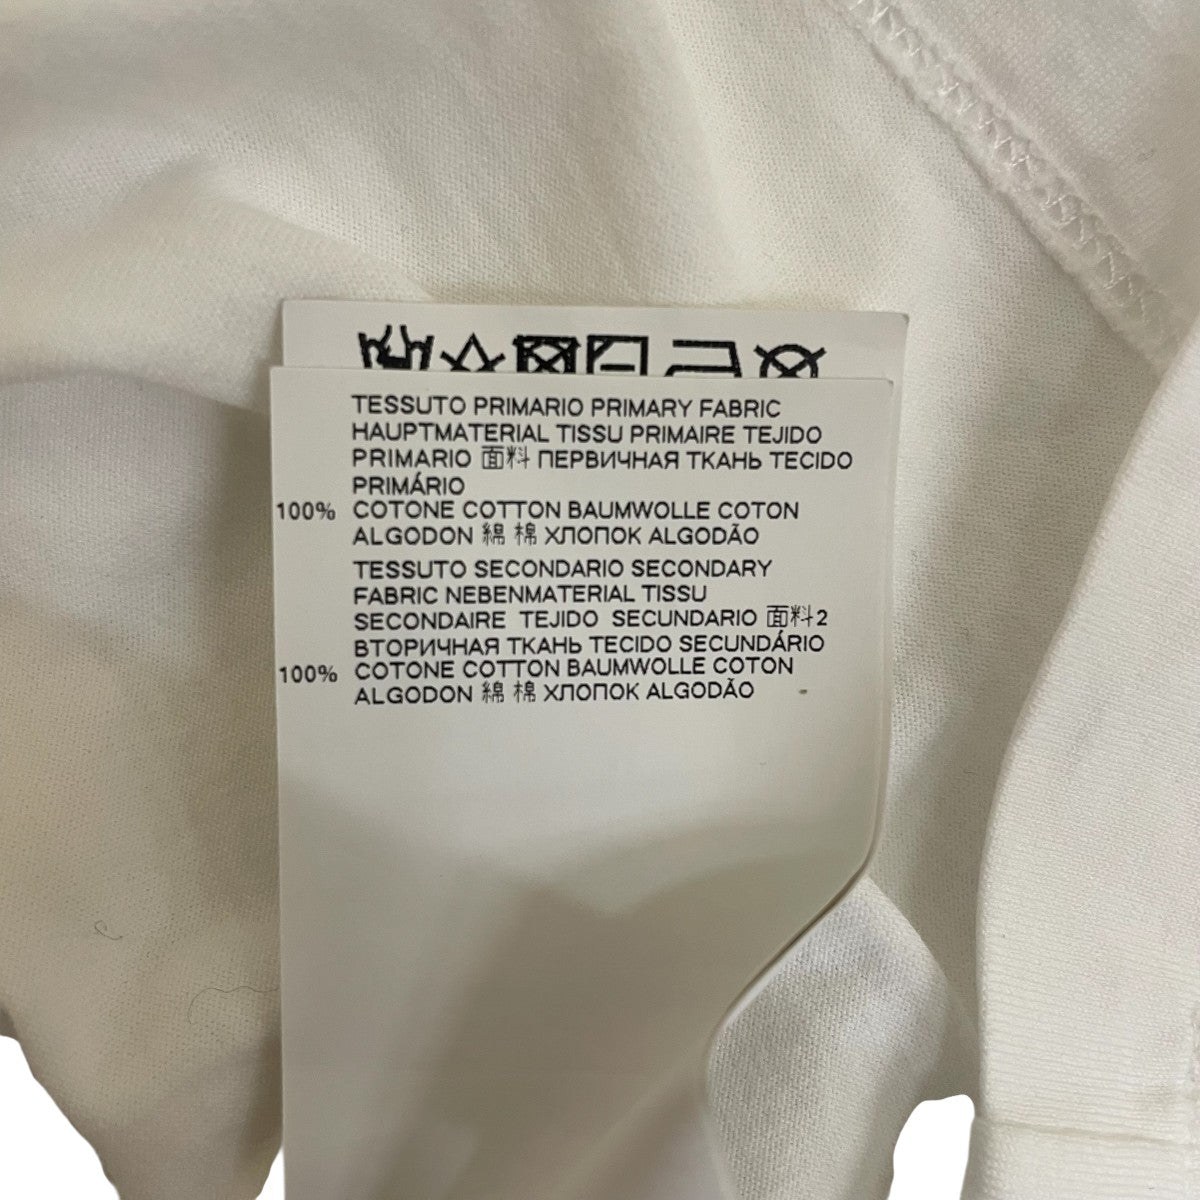 TESSUTO PRIMARIO PRIMARY FABRIC
HAUPTMATERIAL TISSU PRIMAIRE TEJIDO
PRIMARIO 面料 ПЕРВИЧНАЯ ТКАНЬ TECIDO
PRIMÁRIO
100% COTONE COTTON BAUMWOLLE COTON
ALGODON 綿 棉 ХЛОПОК ALGODÃO
TESSUTO SECONDARIO SECONDARY
FABRIC NEBENMATERIAL TISSU
SECONDAIRE TEJIDO SECUNDARIO 面料2
ВТОРИЧНАЯ ТКАНЬ TECIDO SECUNDÁRIO
100% COTONE COTTON BAUMWOLLE COTON
ALGODON 綿 棉 ХЛОПОК ALGODÃO